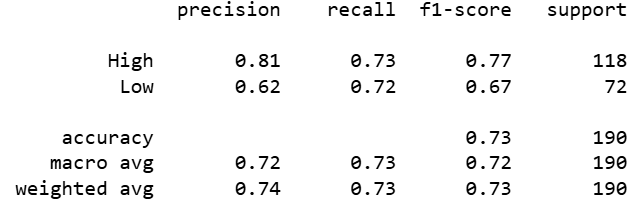 precision recall f1-score support
High 0.81 0.73 0.77 118
Low 0.62 0.72 0.67 72
accuracy 0.73 190
macro avg 0.72 0.73 0.72 190
weighted avg 0.74 0.73 0.73 190